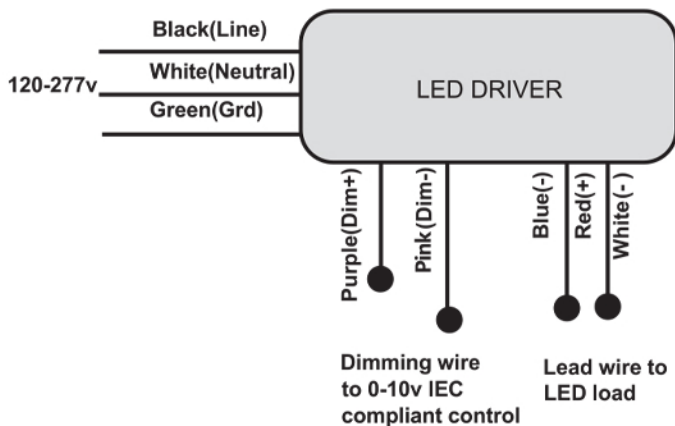 Black(Line)
120-277v
White(Neutral)
Green(Grd)
LED DRIVER
Purple(Dim+)
Pink(Dim-)
Blue(-)
Red(+)
White(-)
Dimming wire
to 0-10v IEC
compliant control
Lead wire to
LED load